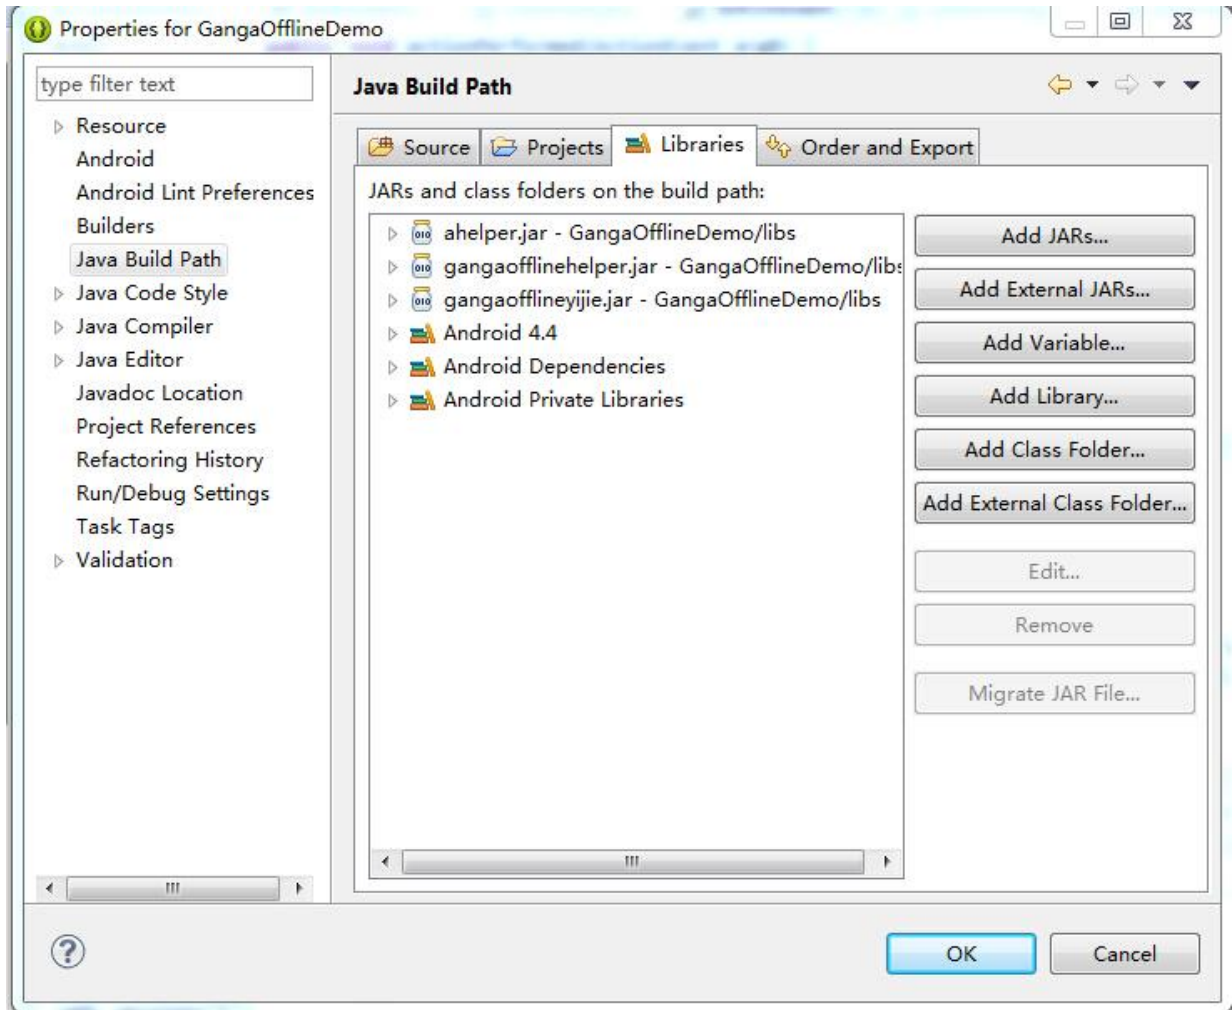 Properties for GangaOfflineDemo
type filter text
Resource
Android
Android Lint Preferences
Builders
Java Build Path
Java Code Style
Java Compiler
Java Editor
Javadoc Location
Project References
Refactoring History
Run/Debug Settings
Task Tags
Validation
Java Build Path
Source
Projects
Libraries
Order and Export
JARs and class folders on the build path:
ahelper.jar - GangaOfflineDemo/libs
gangaofflinehelper.jar - GangaOfflineDemo/libs
gangaofflineyijie.jar - GangaOfflineDemo/libs
Android 4.4
Android Dependencies
Android Private Libraries
Add JARs...
Add External JARs...
Add Variable...
Add Library...
Add Class Folder...
Add External Class Folder...
Edit...
Remove
Migrate JAR File...
OK
Cancel